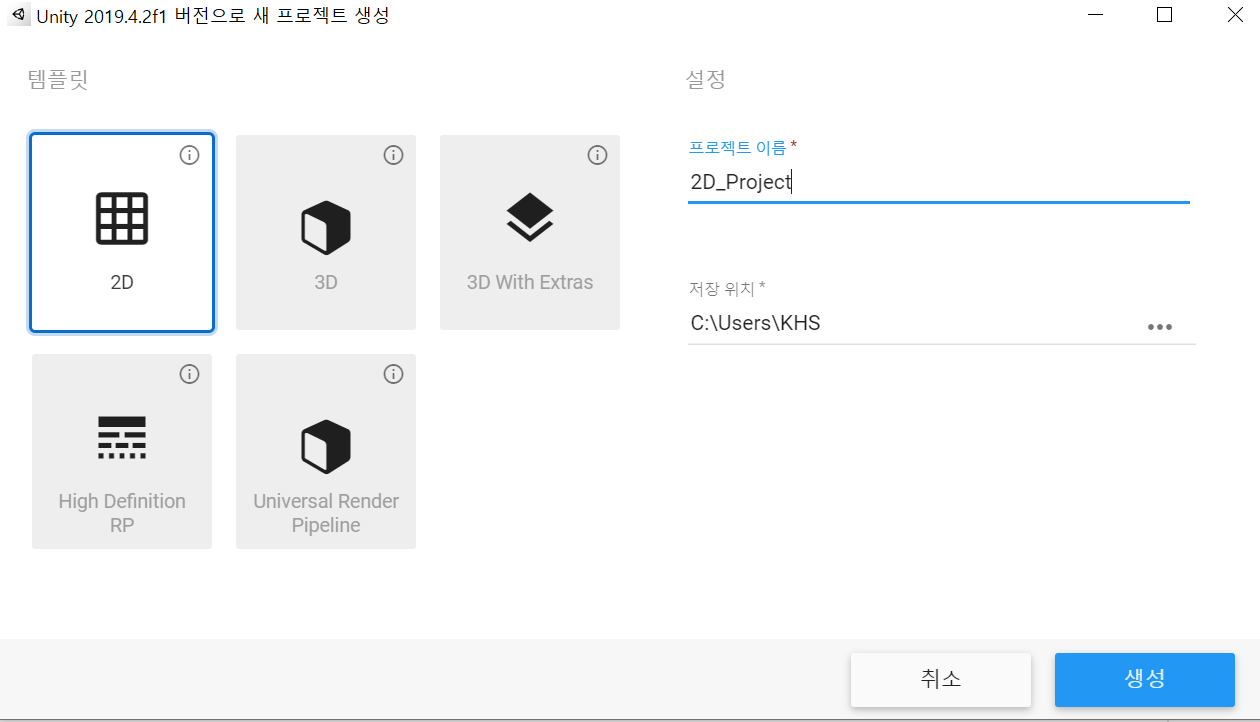 Unity 2019.4.2f1 버전으로 새 프로젝트 생성
템플릿
2D
3D
3D With Extras
High Definition
RP
Universal Render
Pipeline
설정
프로젝트 이름 *
2D_Project
저장 위치 *
C:\Users\KHS
취소
생성